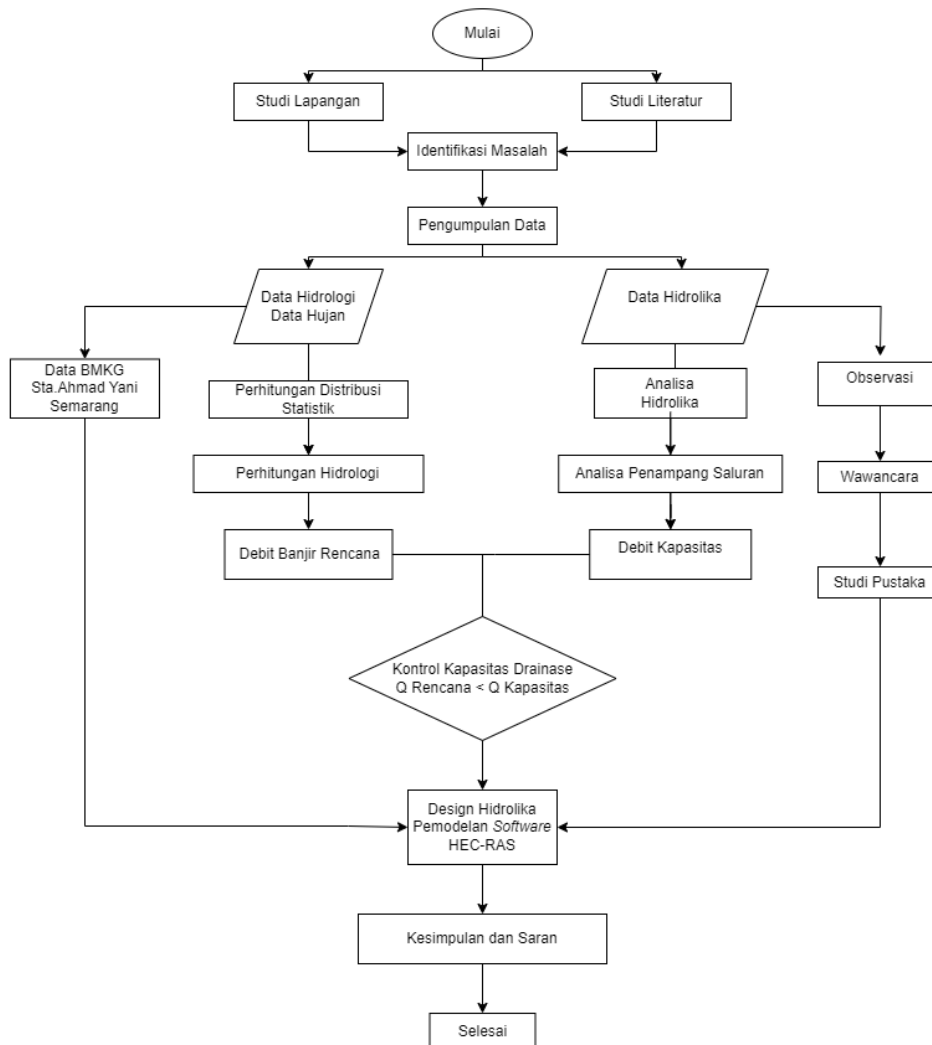 Mulai
Studi Lapangan
Studi Literatur
Identifikasi Masalah
Pengumpulan Data
Data Hidrologi
Data Hujan
Data Hidrolika
Data BMKG
Sta.Ahmad Yani
Semarang
Perhitungan Distribusi
Statistik
Analisa
Hidrolika
Observasi
Perhitungan Hidrologi
Analisa Penampang Saluran
Wawancara
Debit Banjir Rencana
Debit Kapasitas
Studi Pustaka
Kontrol Kapasitas Drainase
Q Rencana < Q Kapasitas
Design Hidrolika
Pemodelan Software
HEC-RAS
Kesimpulan dan Saran
Selesai